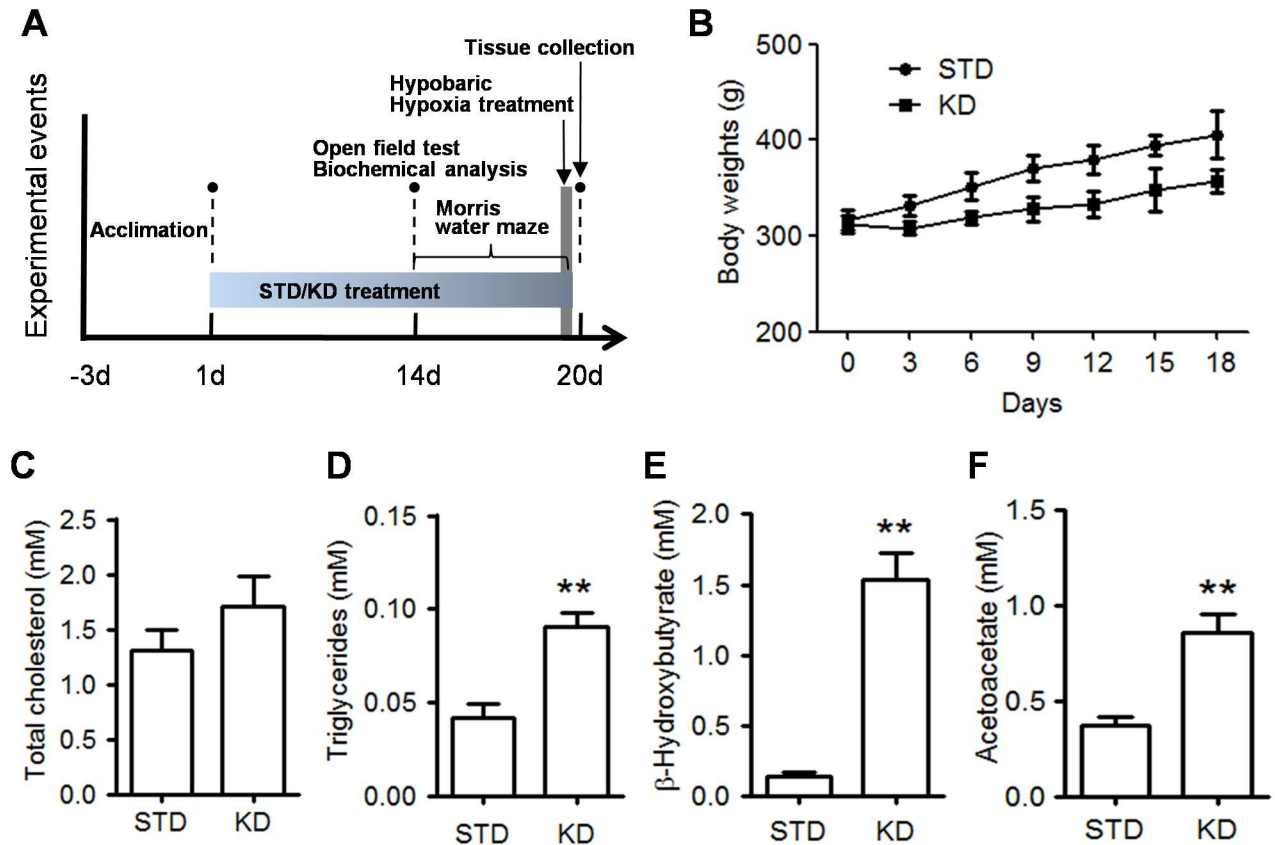 A
Experimental events
Tissue collection
Hypobaric
Hypoxia treatment
Open field test
Biochemical analysis
Acclimation
Morris
water maze
STD/KD treatment
-3d 1d 14d 20d
B
Body weights (g)
500
400
300
200
STD
KD
0 3 6 9 12 15 18
Days
C
Total cholesterol (mM)
2.5
2.0
1.5
1.0
0.5
0.0
STD KD
D
Triglycerides (mM)
0.15
0.10
0.05
0.00
**
STD KD
E
β-Hydroxybutyrate (mM)
2.0
1.5
1.0
0.5
0.0
**
STD KD
F
Acetoacetate (mM)
1.5
1.0
0.5
0.0
**
STD KD